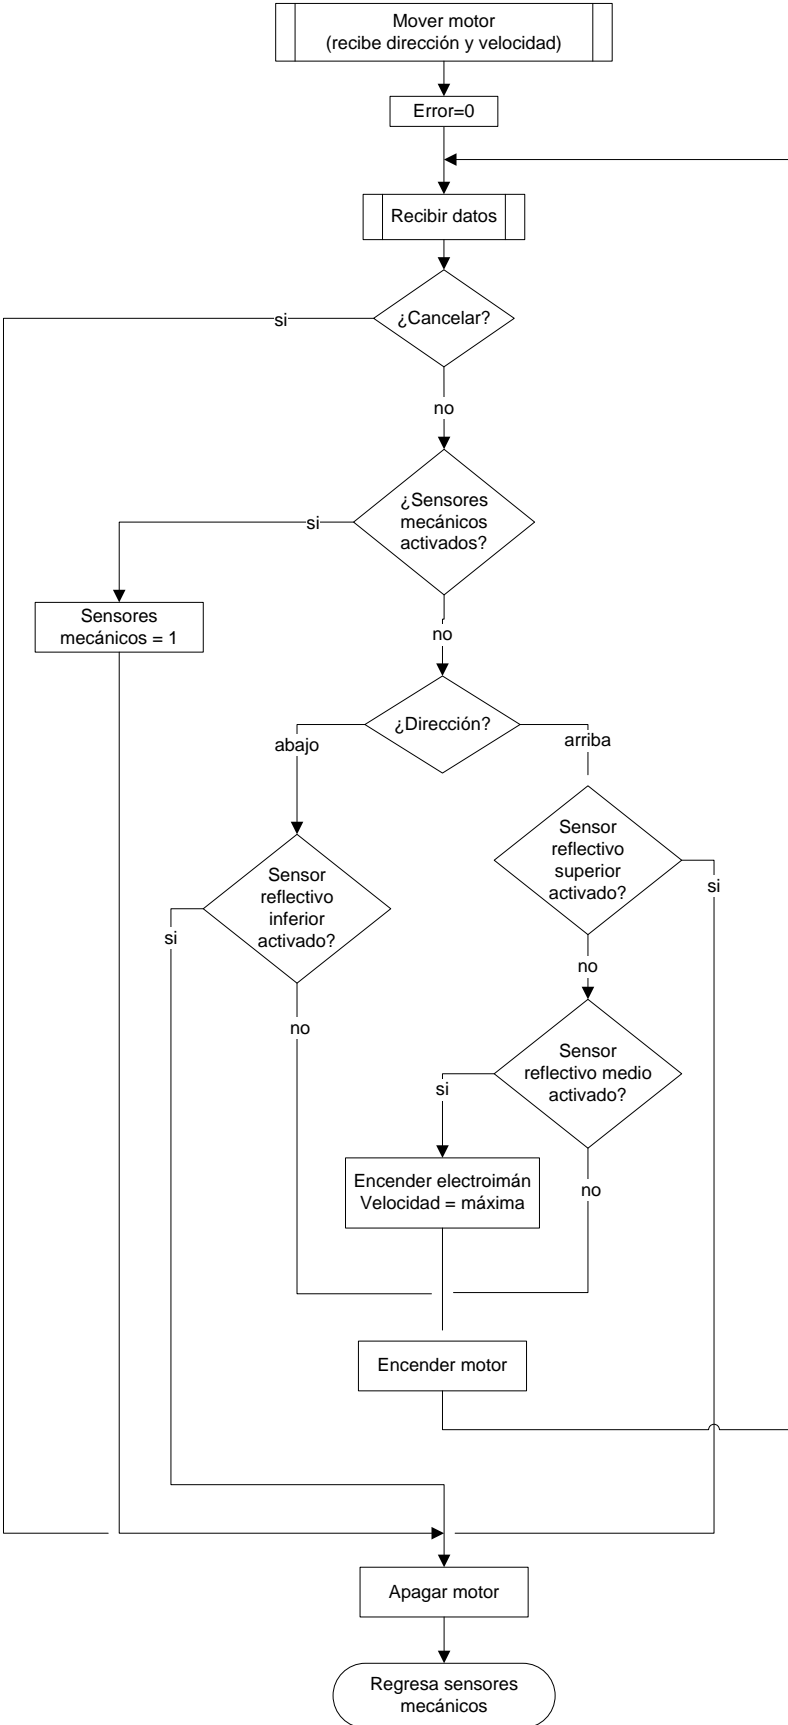 Mover motor
(recibe dirección y velocidad)
Error=0
Recibir datos
¿Cancelar?
si
no
¿Sensores
mecánicos
activados?
si
Sensores
mecánicos = 1
no
¿Dirección?
abajo
arriba
Sensor
reflectivo
superior
activado?
si
Sensor
reflectivo
inferior
activado?
si
no
no
Sensor
reflectivo medio
activado?
si
Encender electroimán
Velocidad = máxima
no
Encender motor
Apagar motor
Regresa sensores
mecánicos